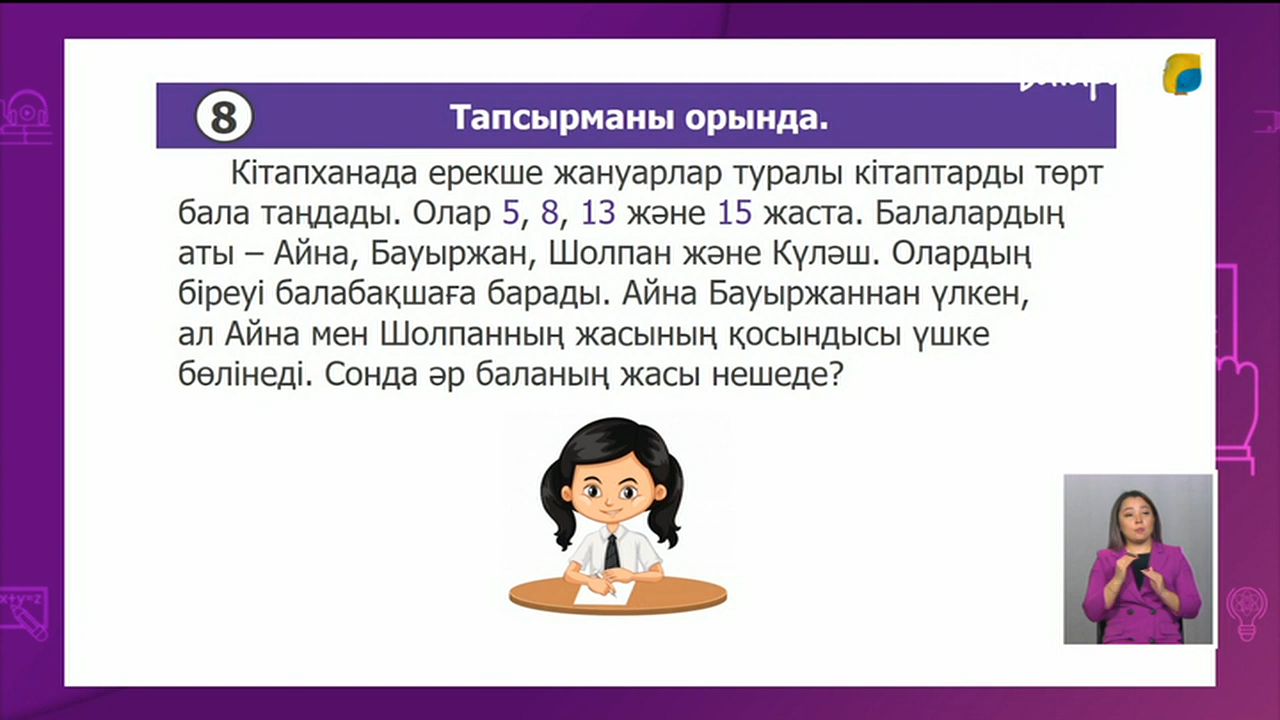 8
Тапсырманы орында.
Кітапханада ерекше жануарлар туралы кітаптарды төрт
бала таңдады. Олар 5, 8, 13 және 15 жаста. Балалардың
аты – Айна, Бауыржан, Шолпан және Күләш. Олардың
біреуі балабақшаға барады. Айна Бауыржаннан үлкен,
ал Айна мен Шолпанның жасының қосындысы үшке
бөлінеді. Сонда әр баланың жасы нешеде?
x+y=z